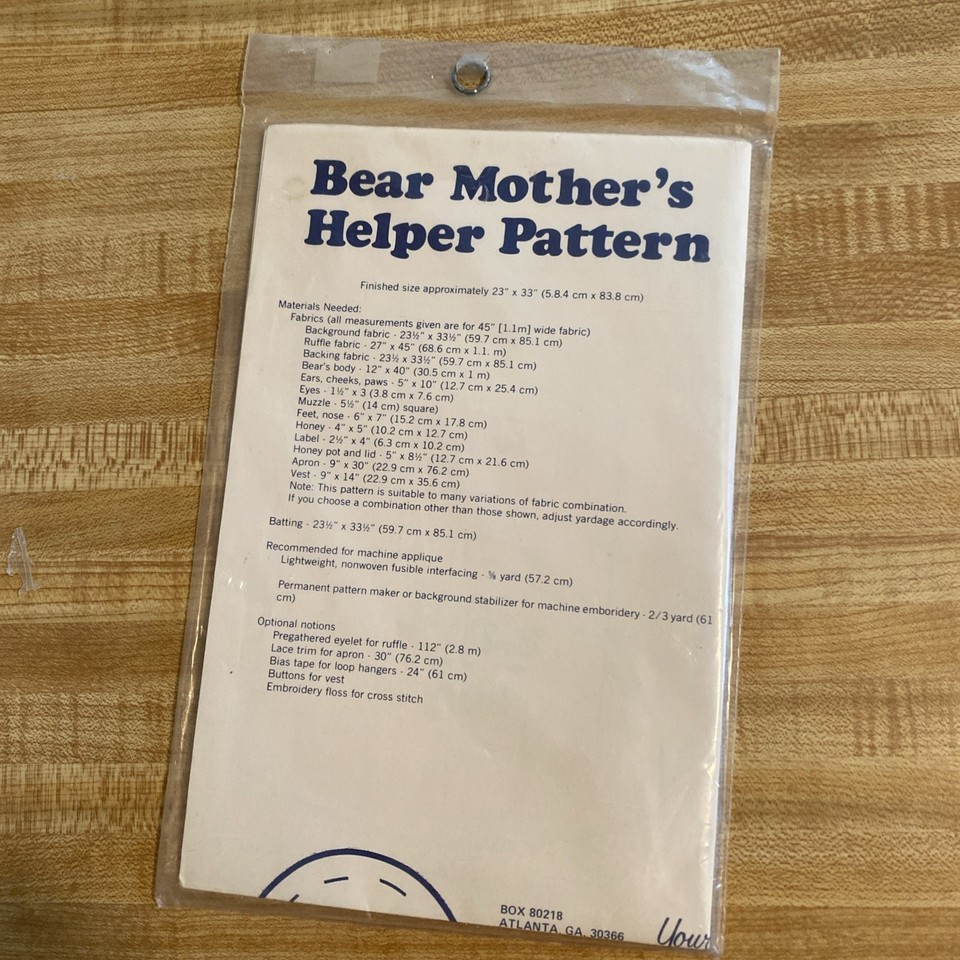 Bear Mother's
Helper Pattern
Finished size approximately 23" x 33" (5.8.4 cm x 83.8 cm)
Materials Needed:
Fabrics (all measurements given are for 45" [1.1m] wide fabric)
Background fabric - 23½" x 33½" (59.7 cm x 85.1 cm)
Ruffle fabric - 27" x 45" (68.6 cm x 1.1. m)
Backing fabric - 23½ x 33½" (59.7 cm x 85.1 cm)
Bear's body - 12" x 40" (30.5 cm x 1 m)
Ears, cheeks, paws - 5" x 10" (12.7 cm x 25.4 cm)
Eyes - 1½" x 3 (3.8 cm x 7.6 cm)
Muzzle - 5½" (14 cm) square)
Feet, nose - 6" x 7" (15.2 cm x 17.8 cm)
Honey - 4" x 5" (10.2 cm x 12.7 cm)
Label - 2½" x 4" (6.3 cm x 10.2 cm)
Honey pot and lid - 5" x 8½" (12.7 cm x 21.6 cm)
Apron - 9" x 30" (22.9 cm x 76.2 cm)
Vest - 9" x 14" (22.9 cm x 35.6 cm)
Note: This pattern is suitable to many variations of fabric combination.
If you choose a combination other than those shown, adjust yardage accordingly.
Batting - 23½" x 33½" (59.7 cm x 85.1 cm)
Recommended for machine applique
Lightweight, nonwoven fusible interfacing - ⅝ yard (57.2 cm)
Permanent pattern maker or background stabilizer for machine emboridery - 2/3 yard (61
cm)
Optional notions
Pregathered eyelet for ruffle - 112" (2.8 m)
Lace trim for apron - 30" (76.2 cm)
Bias tape for loop hangers - 24" (61 cm)
Buttons for vest
Embroidery floss for cross stitch
BOX 80218
ATLANTA, GA. 30366
Your